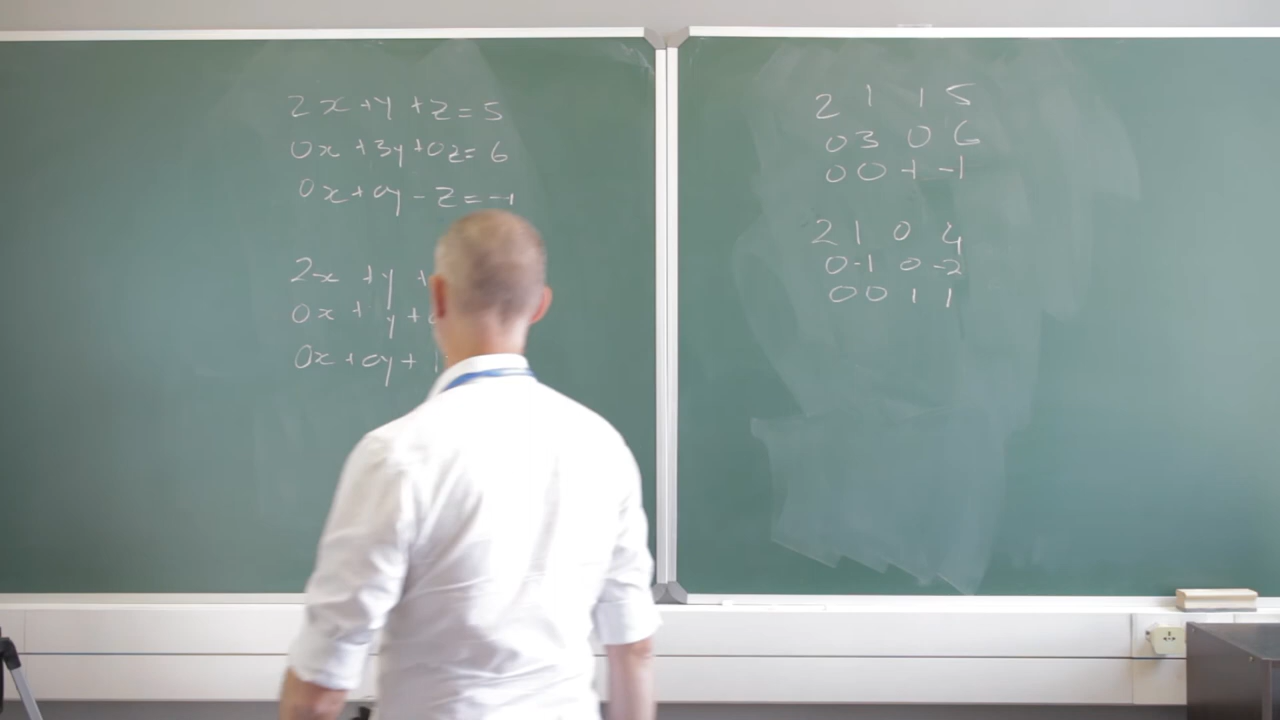 2x + y + z = 5
0x + 3y + 0z = 6
0x + 0y - z = -1
2x + y +
0x + y +
0x + 0y + 1
2 1 1 5
0 3 0 6
0 0 -1 -1
2 1 0 4
0 -1 0 -2
0 0 1 1